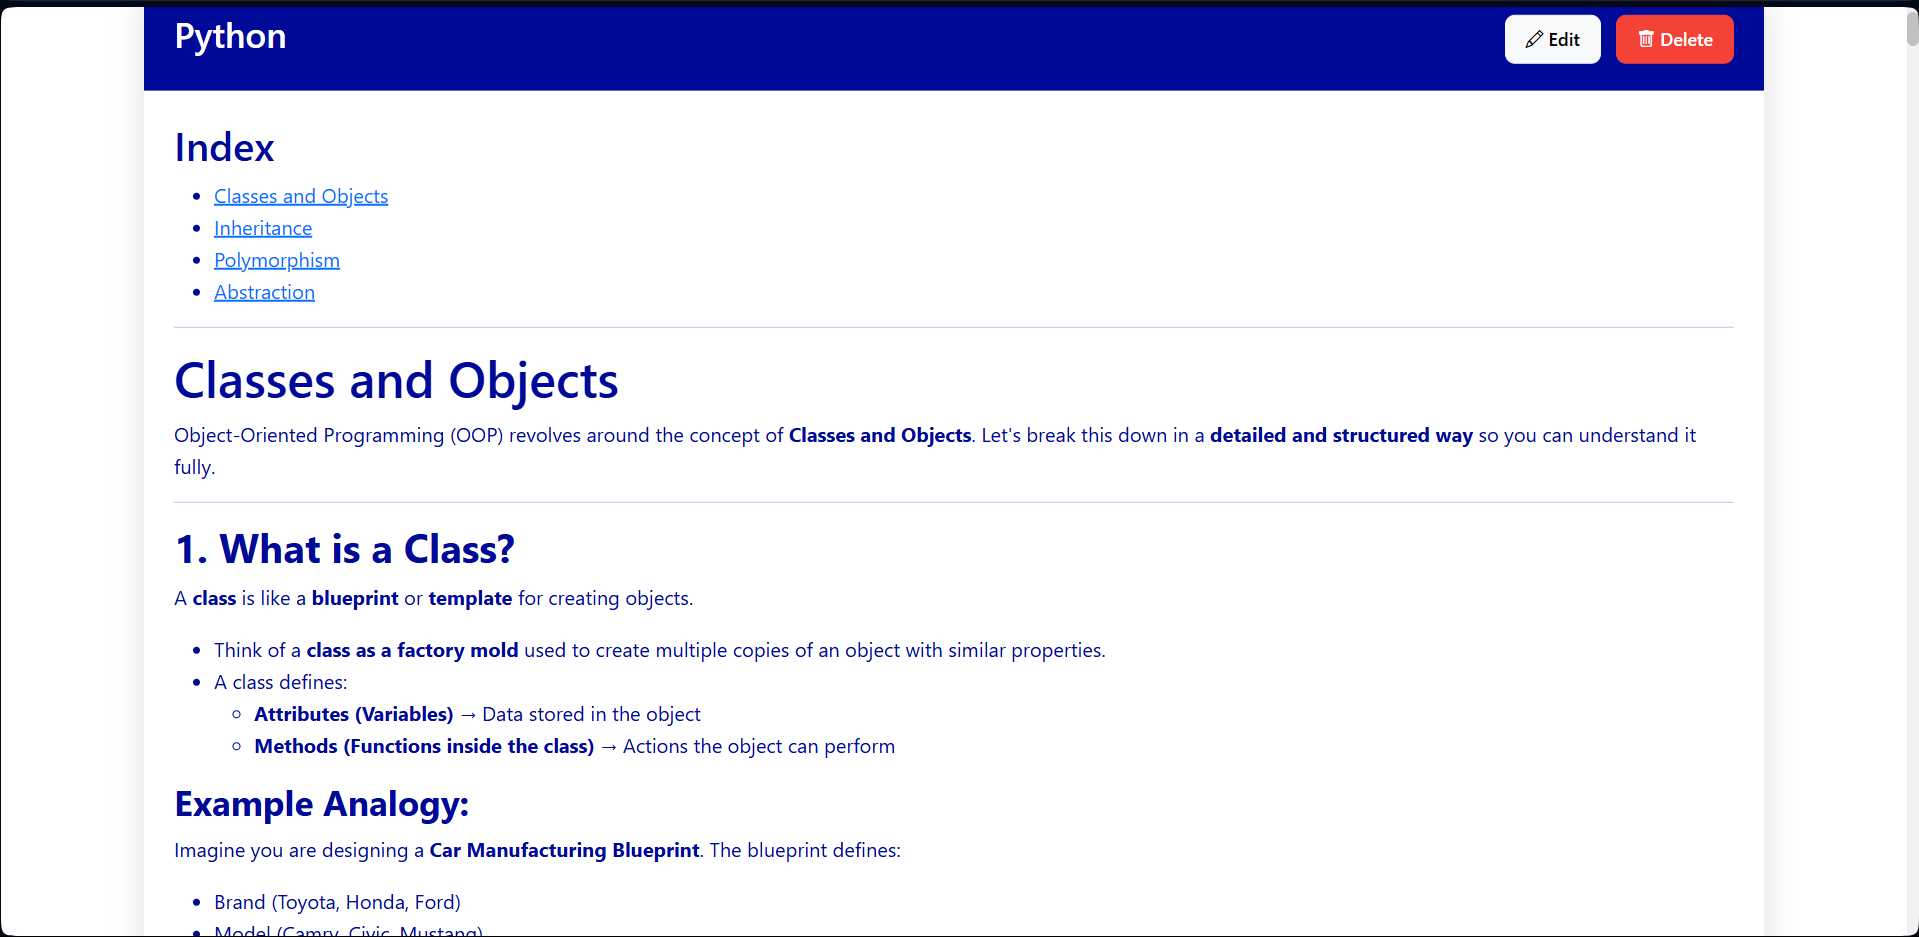 Python
Edit
Delete
Index
Classes and Objects
Inheritance
Polymorphism
Abstraction
Classes and Objects
Object-Oriented Programming (OOP) revolves around the concept of Classes and Objects. Let's break this down in a detailed and structured way so you can understand it
fully.
1. What is a Class?
A class is like a blueprint or template for creating objects.
Think of a class as a factory mold used to create multiple copies of an object with similar properties.
A class defines:
Attributes (Variables) → Data stored in the object
Methods (Functions inside the class) → Actions the object can perform
Example Analogy:
Imagine you are designing a Car Manufacturing Blueprint. The blueprint defines:
Brand (Toyota, Honda, Ford)
Model (Camry, Civic, Mustang)